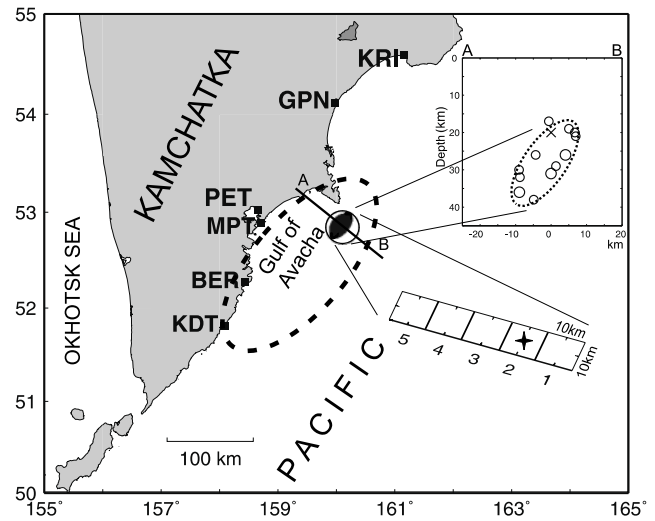 55
54
53
52
51
50
155
157
159
161
163
165
KAMCHATKA
OKHOTSK SEA
PACIFIC
Gulf of
Avacha
KRI
GPN
PET
MPT
BER
KDT
A
B
100 km
A
B
Depth (km)
0
10
20
30
40
-20
-10
0
10
20
km
10km
10km
5
4
3
2
1